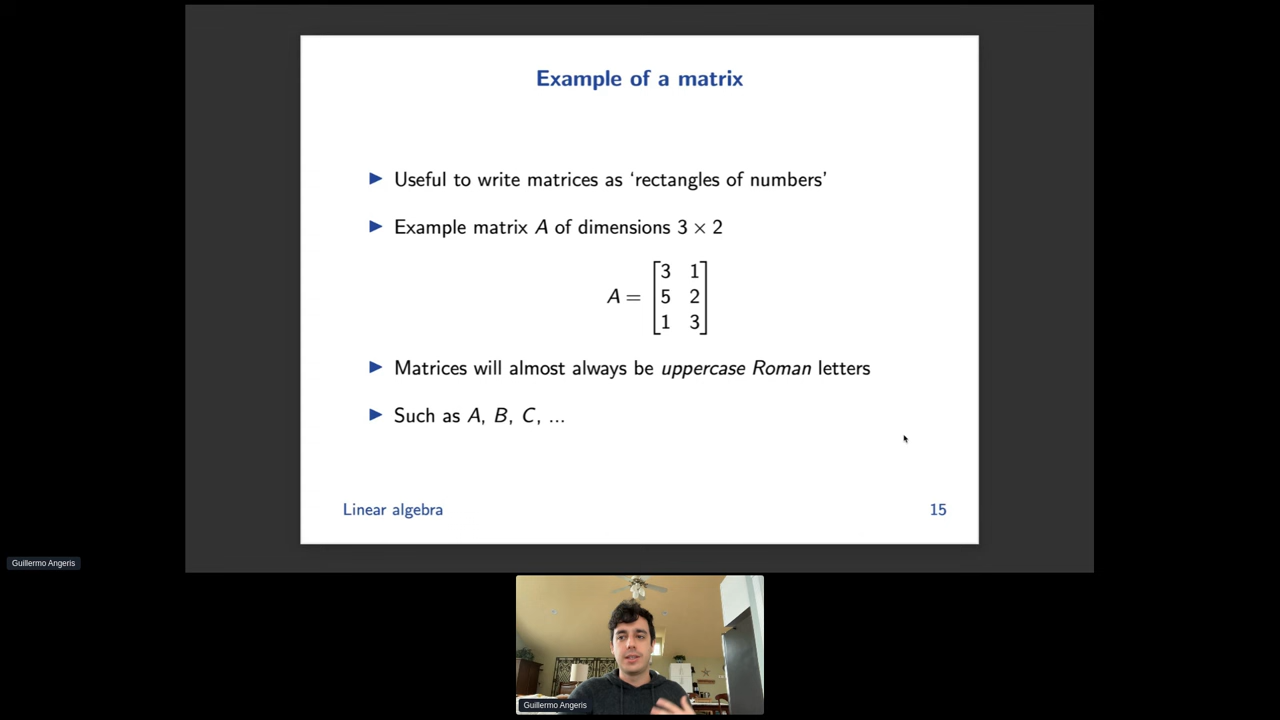 Example of a matrix
▶ Useful to write matrices as ‘rectangles of numbers’
▶ Example matrix A of dimensions 3 × 2
A = [3 1
5 2
1 3]
▶ Matrices will almost always be uppercase Roman letters
▶ Such as A, B, C, ...
Linear algebra 15
Guillermo Angeris
Guillermo Angeris